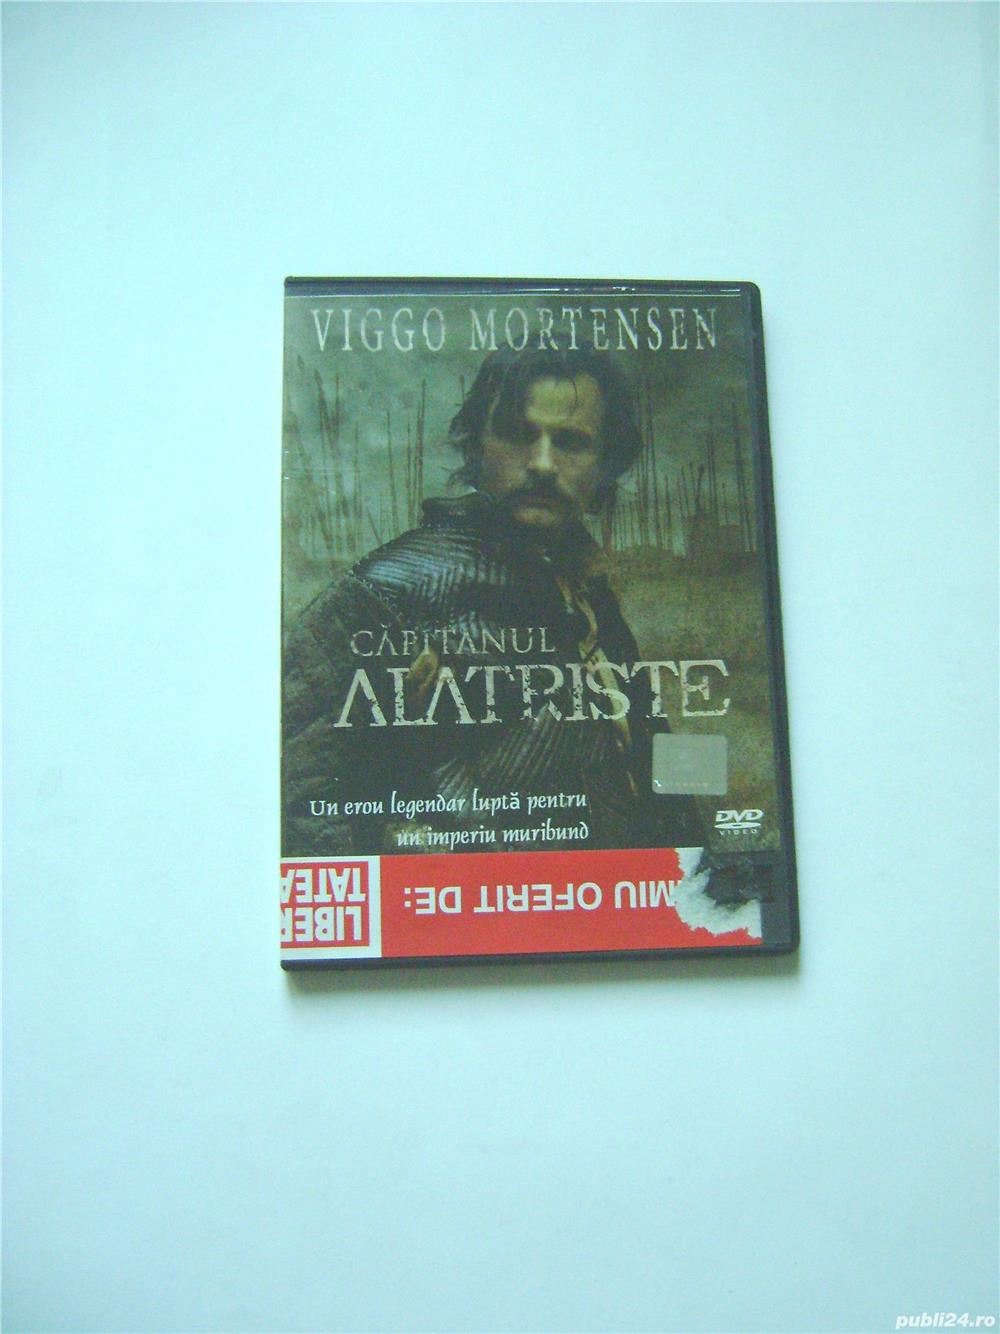 VIGGO MORTENSEN
CĂPITANUL
ALATRISTE
Un erou legendar luptă pentru
un imperiu muribund
DVD
VIDEO
MIU OFERIT DE:
LIBER
TATEA
publi24.ro